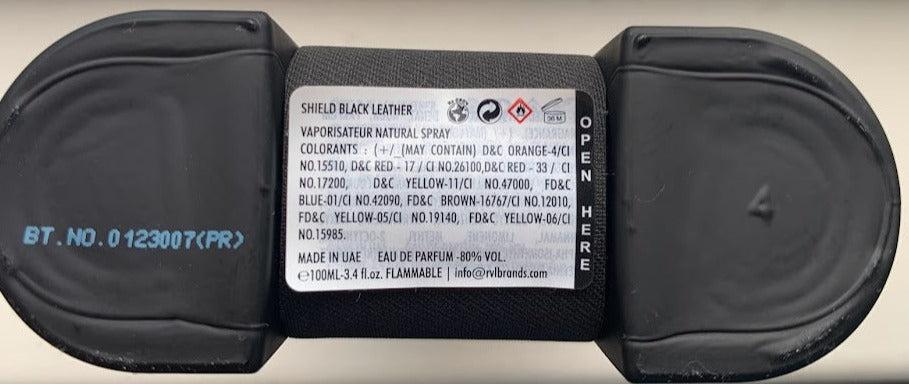 SHIELD BLACK LEATHER
36 M
VAPORISATEUR NATURAL SPRAY
COLORANTS : (+/_(MAY CONTAIN) D&C ORANGE-4/CI
NO.15510, D&C RED - 17 / CI NO.26100,D&C RED - 33 / CI
NO.17200, D&C YELLOW-11/CI NO.47000, FD&C
BLUE-01/CI NO.42090, FD&C BROWN-16767/CI NO.12010,
FD&C YELLOW-05/CI NO.19140, FD&C YELLOW-06/CI
NO.15985.
MADE IN UAE EAU DE PARFUM -80% VOL.
℮100ML-3.4 fl.oz. FLAMMABLE | info@rvlbrands.com
OPEN HERE
BT.NO.0123007(PR)
4